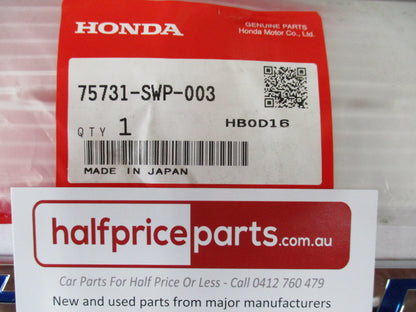 HONDA
GENUINE PARTS
Honda Motor Co., Ltd.
75731-SWP-003
QTY 1
HB0D16
MADE IN JAPAN
halfpriceparts.com.au
Car Parts For Half Price Or Less - Call 0412 760 479
New and used parts from major manufacturers